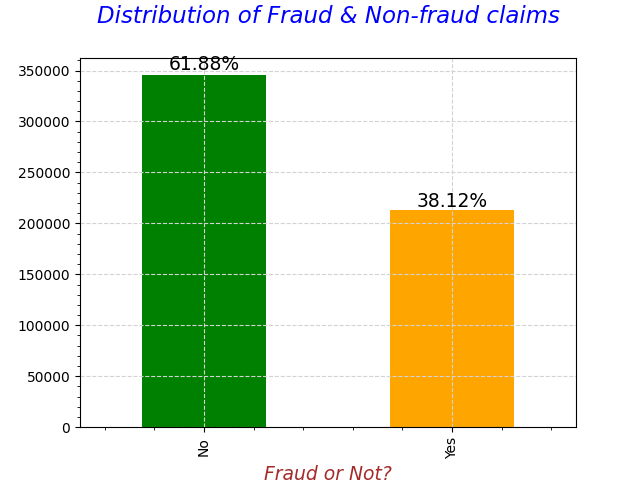 Distribution of Fraud & Non-fraud claims
350000
300000
250000
200000
150000
100000
50000
0
61.88%
38.12%
No
Yes
Fraud or Not?